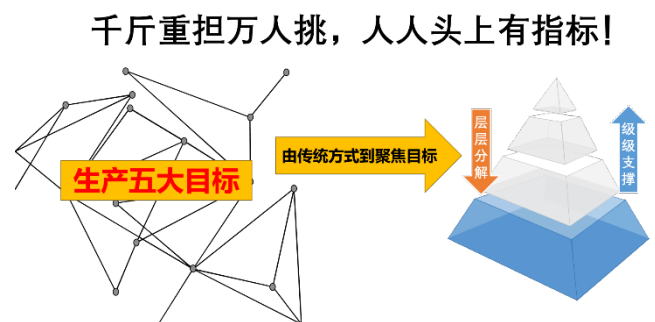 千斤重担万人挑，人人头上有指标！
生产五大目标
由传统方式到聚焦目标
层层分解
级级支撑